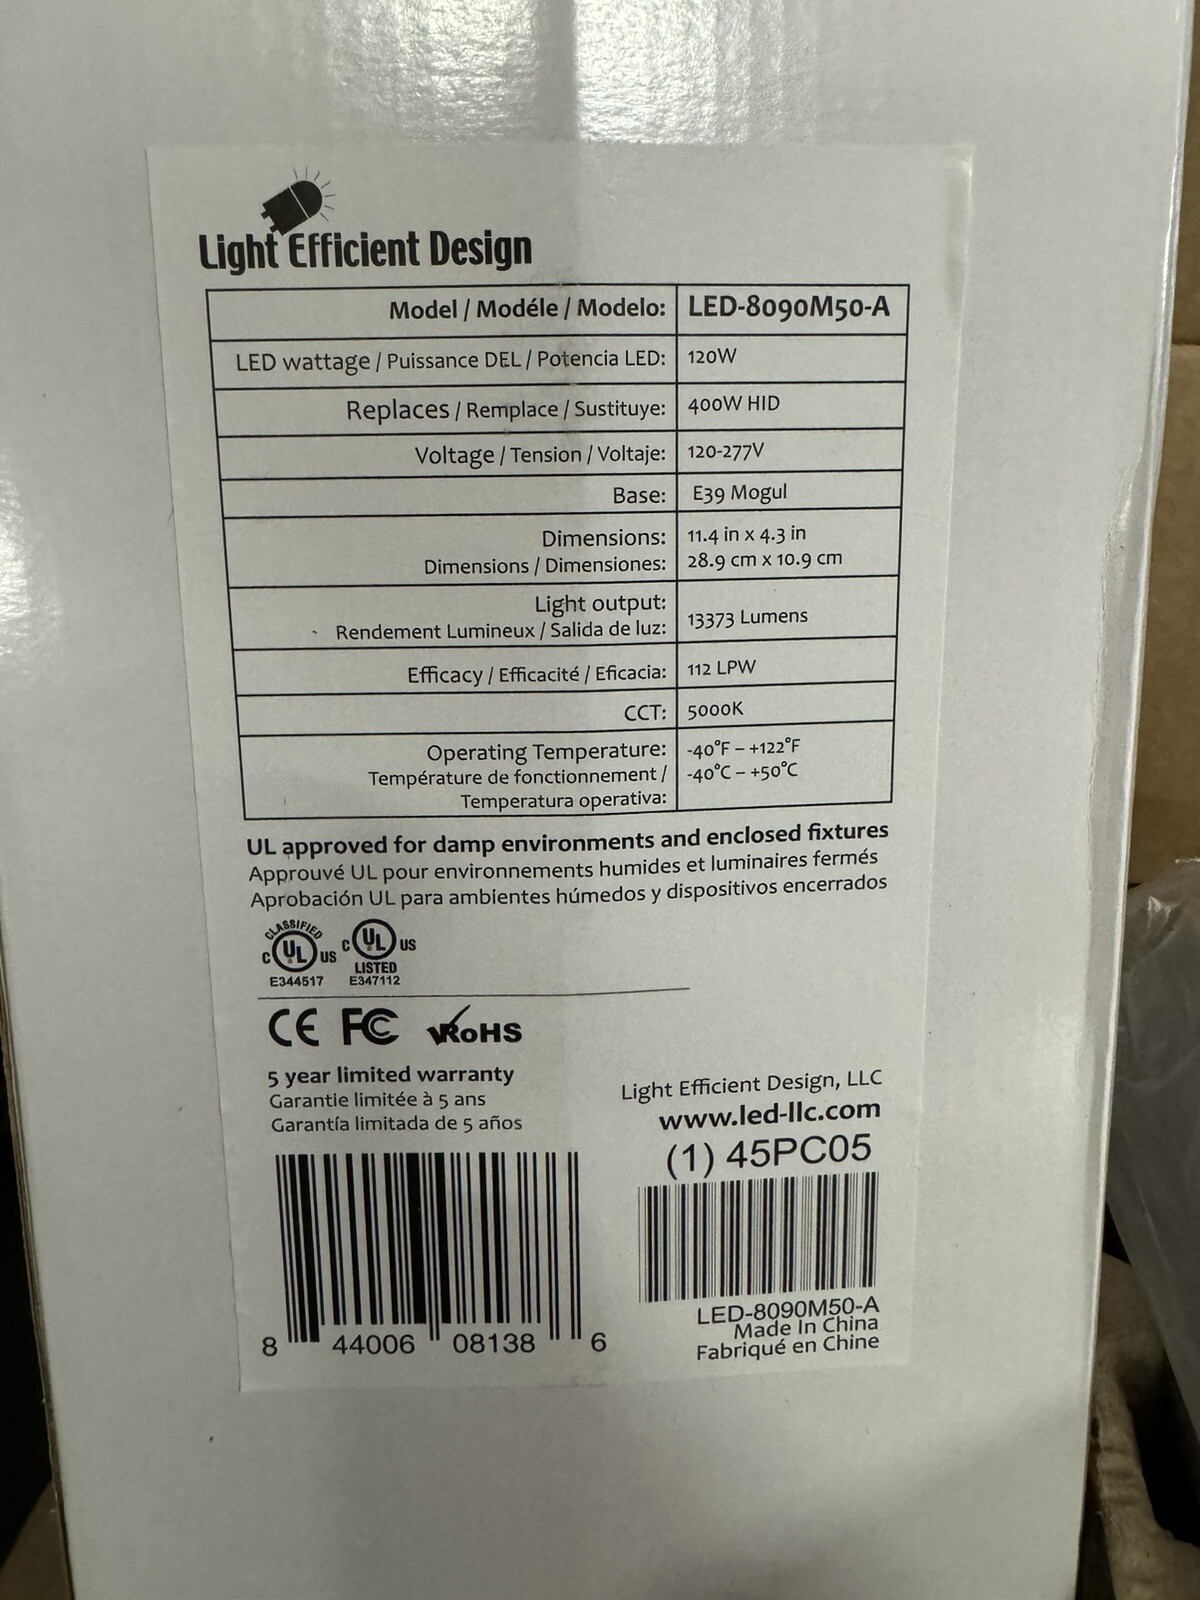 Light Efficient Design
Model / Modéle / Modelo: LED-8090M50-A
LED wattage / Puissance DEL / Potencia LED: 120W
Replaces / Remplace / Sustituye: 400W HID
Voltage / Tension / Voltaje: 120-277V
Base: E39 Mogul
Dimensions: 11.4 in x 4.3 in
Dimensions / Dimensiones: 28.9 cm x 10.9 cm
Light output:
Rendement Lumineux / Salida de luz: 13373 Lumens
Efficacy / Efficacité / Eficacia: 112 LPW
CCT: 5000K
Operating Temperature: -40°F – +122°F
Température de fonctionnement / -40°C – +50°C
Temperatura operativa:
UL approved for damp environments and enclosed fixtures
Approuvé UL pour environnements humides et luminaires fermés
Aprobación UL para ambientes húmedos y dispositivos encerrados
CLASSIFIED
C UL US C UL US
LISTED
E344517 E347112
CE FC RoHS
5 year limited warranty
Garantie limitée à 5 ans
Garantía limitada de 5 años
Light Efficient Design, LLC
www.led-llc.com
(1) 45PC05
8 44006 08138 6
LED-8090M50-A
Made In China
Fabriqué en Chine